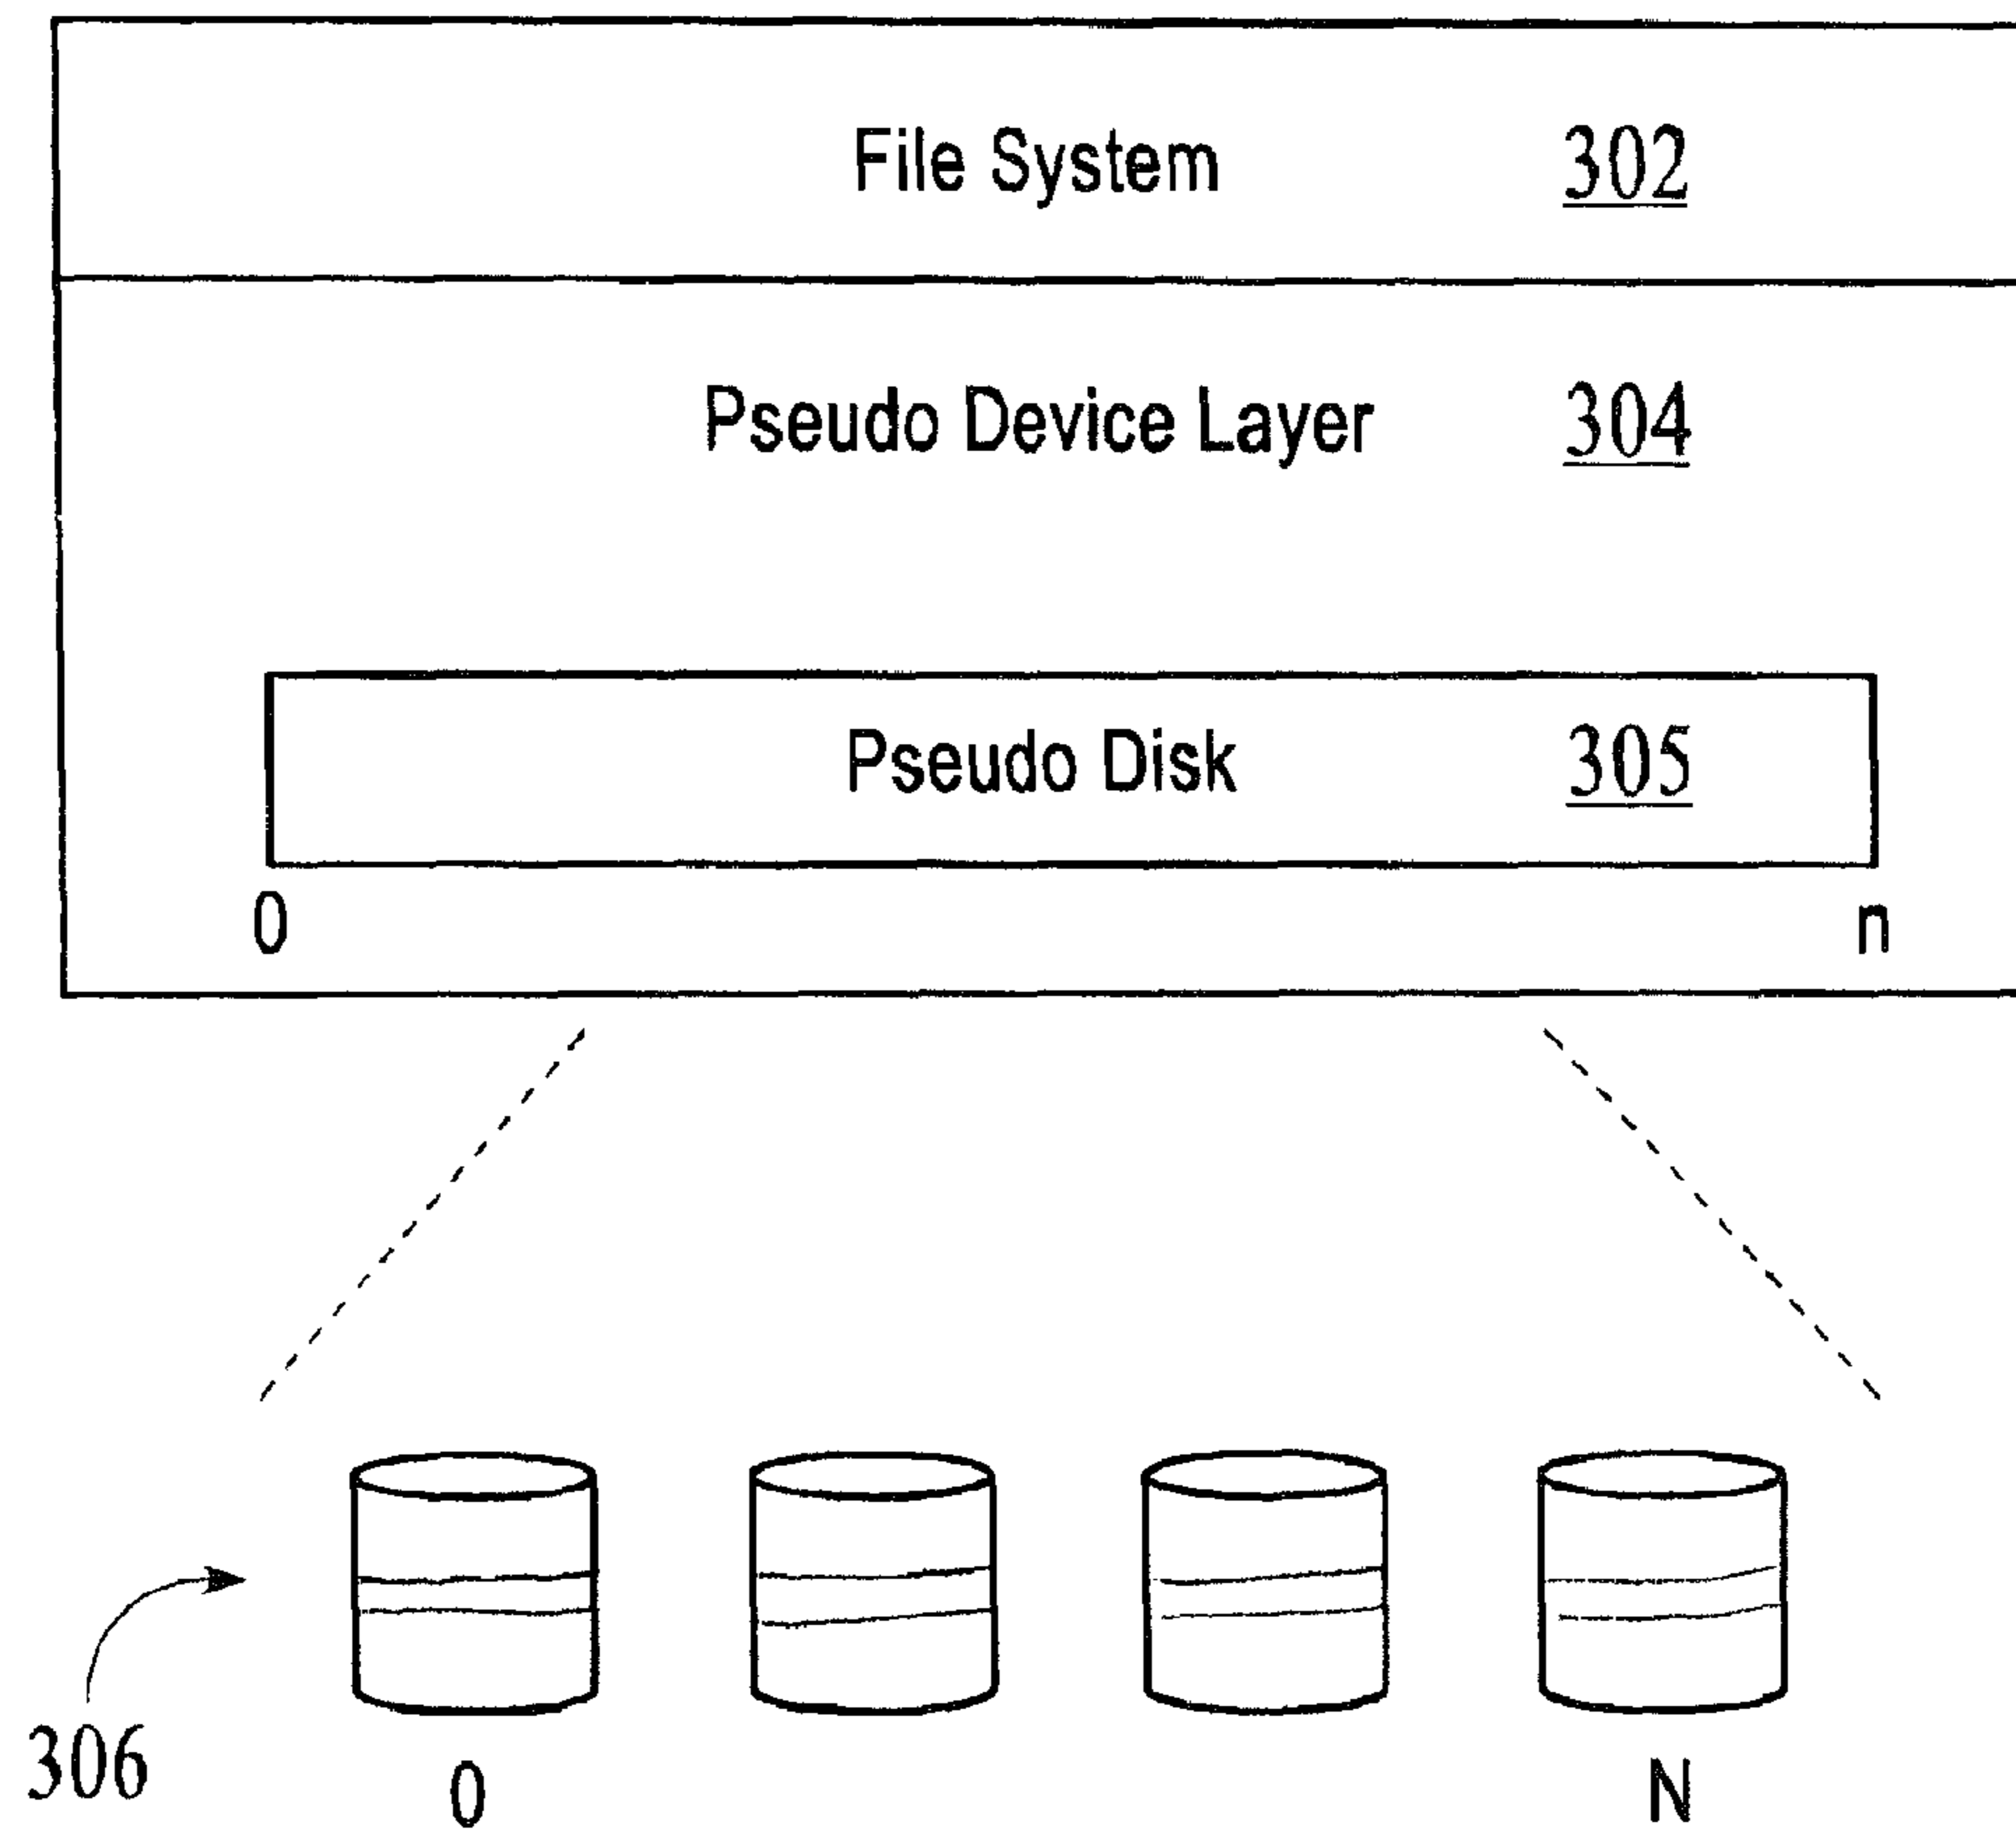 File System 302
Pseudo Device Layer 304
Pseudo Disk 305
0 n
306
0 N